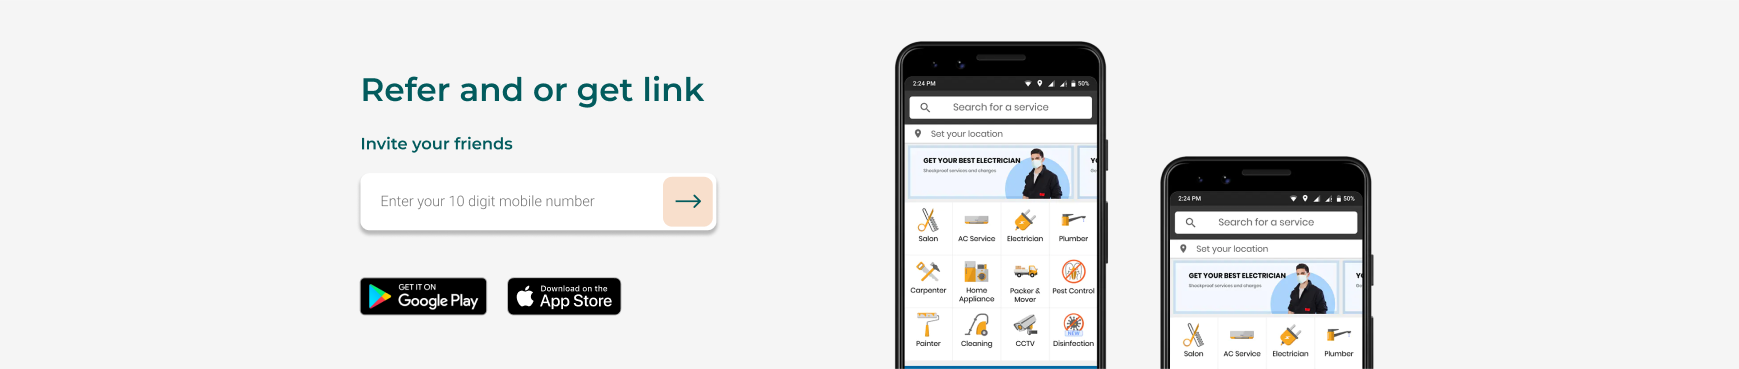 Refer and or get link
Invite your friends
Enter your 10 digit mobile number
GET IT ON
Google Play
Download on the
App Store
2:24 PM 50%
Search for a service
Set your location
GET YOUR BEST ELECTRICIAN
Shockproof services and charges
Salon AC Service Electrician Plumber
Carpenter Home Appliance Packer & Mover Pest Control
NEW
Painter Cleaning CCTV Disinfection
2:24 PM 50%
Search for a service
Set your location
GET YOUR BEST ELECTRICIAN
Shockproof services and charges
Salon AC Service Electrician Plumber